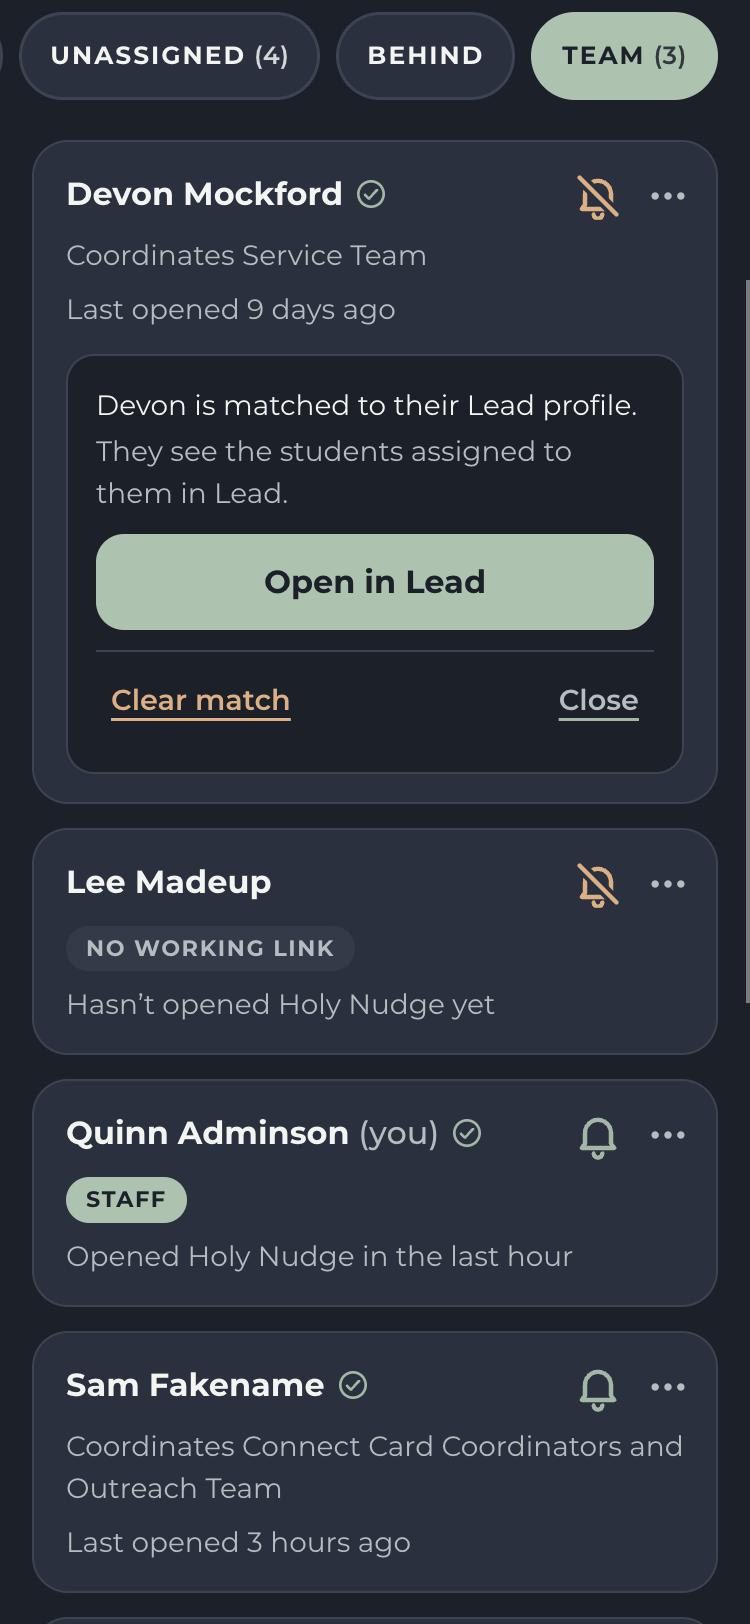 UNASSIGNED (4)
BEHIND
TEAM (3)
Devon Mockford
Coordinates Service Team
Last opened 9 days ago
Devon is matched to their Lead profile.
They see the students assigned to
them in Lead.
Open in Lead
Clear match
Close
Lee Madeup
NO WORKING LINK
Hasn’t opened Holy Nudge yet
Quinn Adminson (you)
STAFF
Opened Holy Nudge in the last hour
Sam Fakename
Coordinates Connect Card Coordinators and
Outreach Team
Last opened 3 hours ago